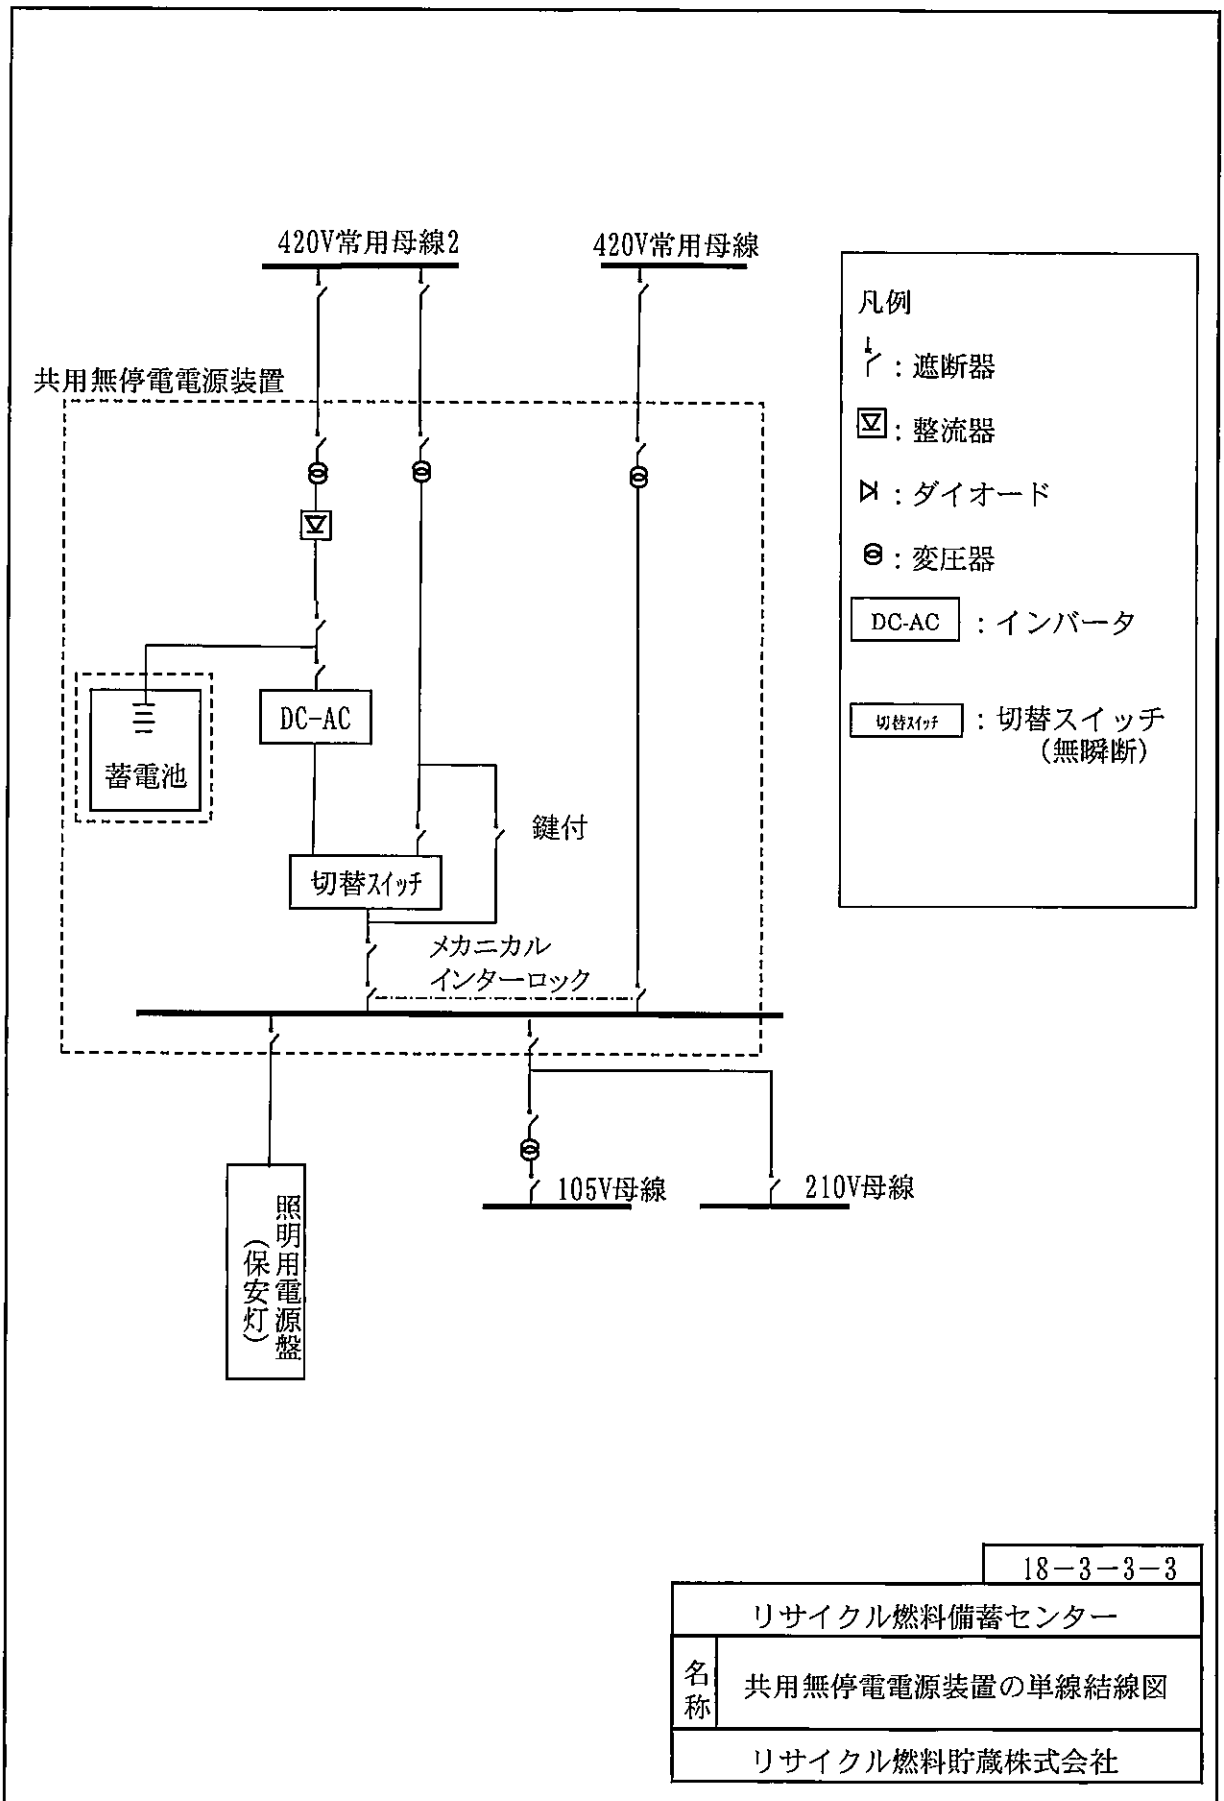 420V常用母線2
420V常用母線
共用無停電電源装置
凡例
：遮断器
：整流器
：ダイオード
：変圧器
DC-AC ：インバータ
切替スイッチ ：切替スイッチ
(無瞬断)
DC-AC
蓄電池
鍵付
切替スイッチ
メカニカル
インターロック
105V母線
210V母線
照明用電源盤
(保安灯)
18－3－3－3
リサイクル燃料備蓄センター
名称
共用無停電電源装置の単線結線図
リサイクル燃料貯蔵株式会社